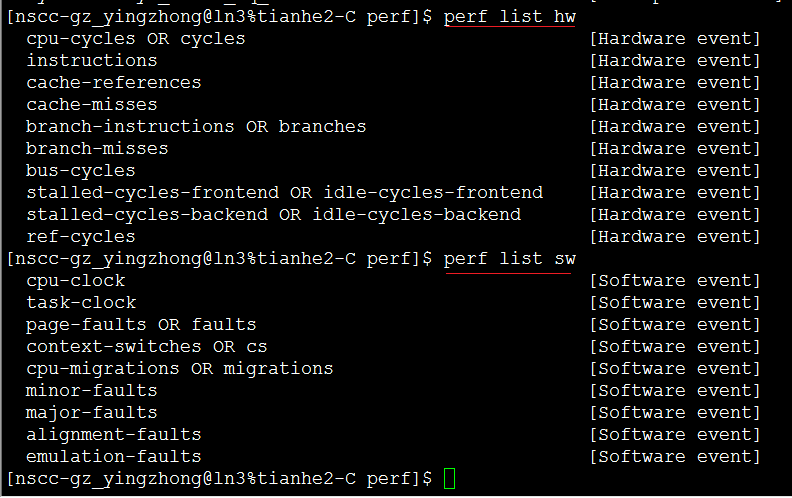 [nscc-gz_yingzhong@ln3%tianhe2-C perf]$ perf list hw
cpu-cycles OR cycles [Hardware event]
instructions [Hardware event]
cache-references [Hardware event]
cache-misses [Hardware event]
branch-instructions OR branches [Hardware event]
branch-misses [Hardware event]
bus-cycles [Hardware event]
stalled-cycles-frontend OR idle-cycles-frontend [Hardware event]
stalled-cycles-backend OR idle-cycles-backend [Hardware event]
ref-cycles [Hardware event]
[nscc-gz_yingzhong@ln3%tianhe2-C perf]$ perf list sw
cpu-clock [Software event]
task-clock [Software event]
page-faults OR faults [Software event]
context-switches OR cs [Software event]
cpu-migrations OR migrations [Software event]
minor-faults [Software event]
major-faults [Software event]
alignment-faults [Software event]
emulation-faults [Software event]
[nscc-gz_yingzhong@ln3%tianhe2-C perf]$